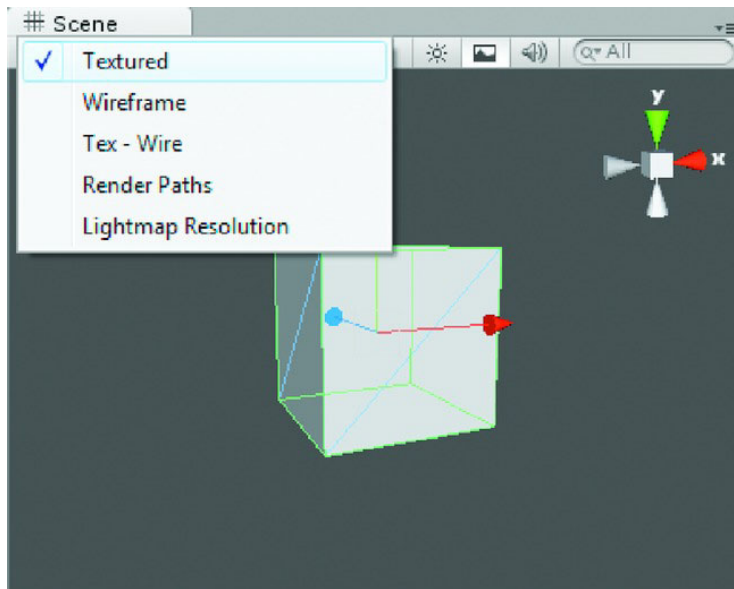 Scene
All
Textured
Wireframe
Tex - Wire
Render Paths
Lightmap Resolution
y
x